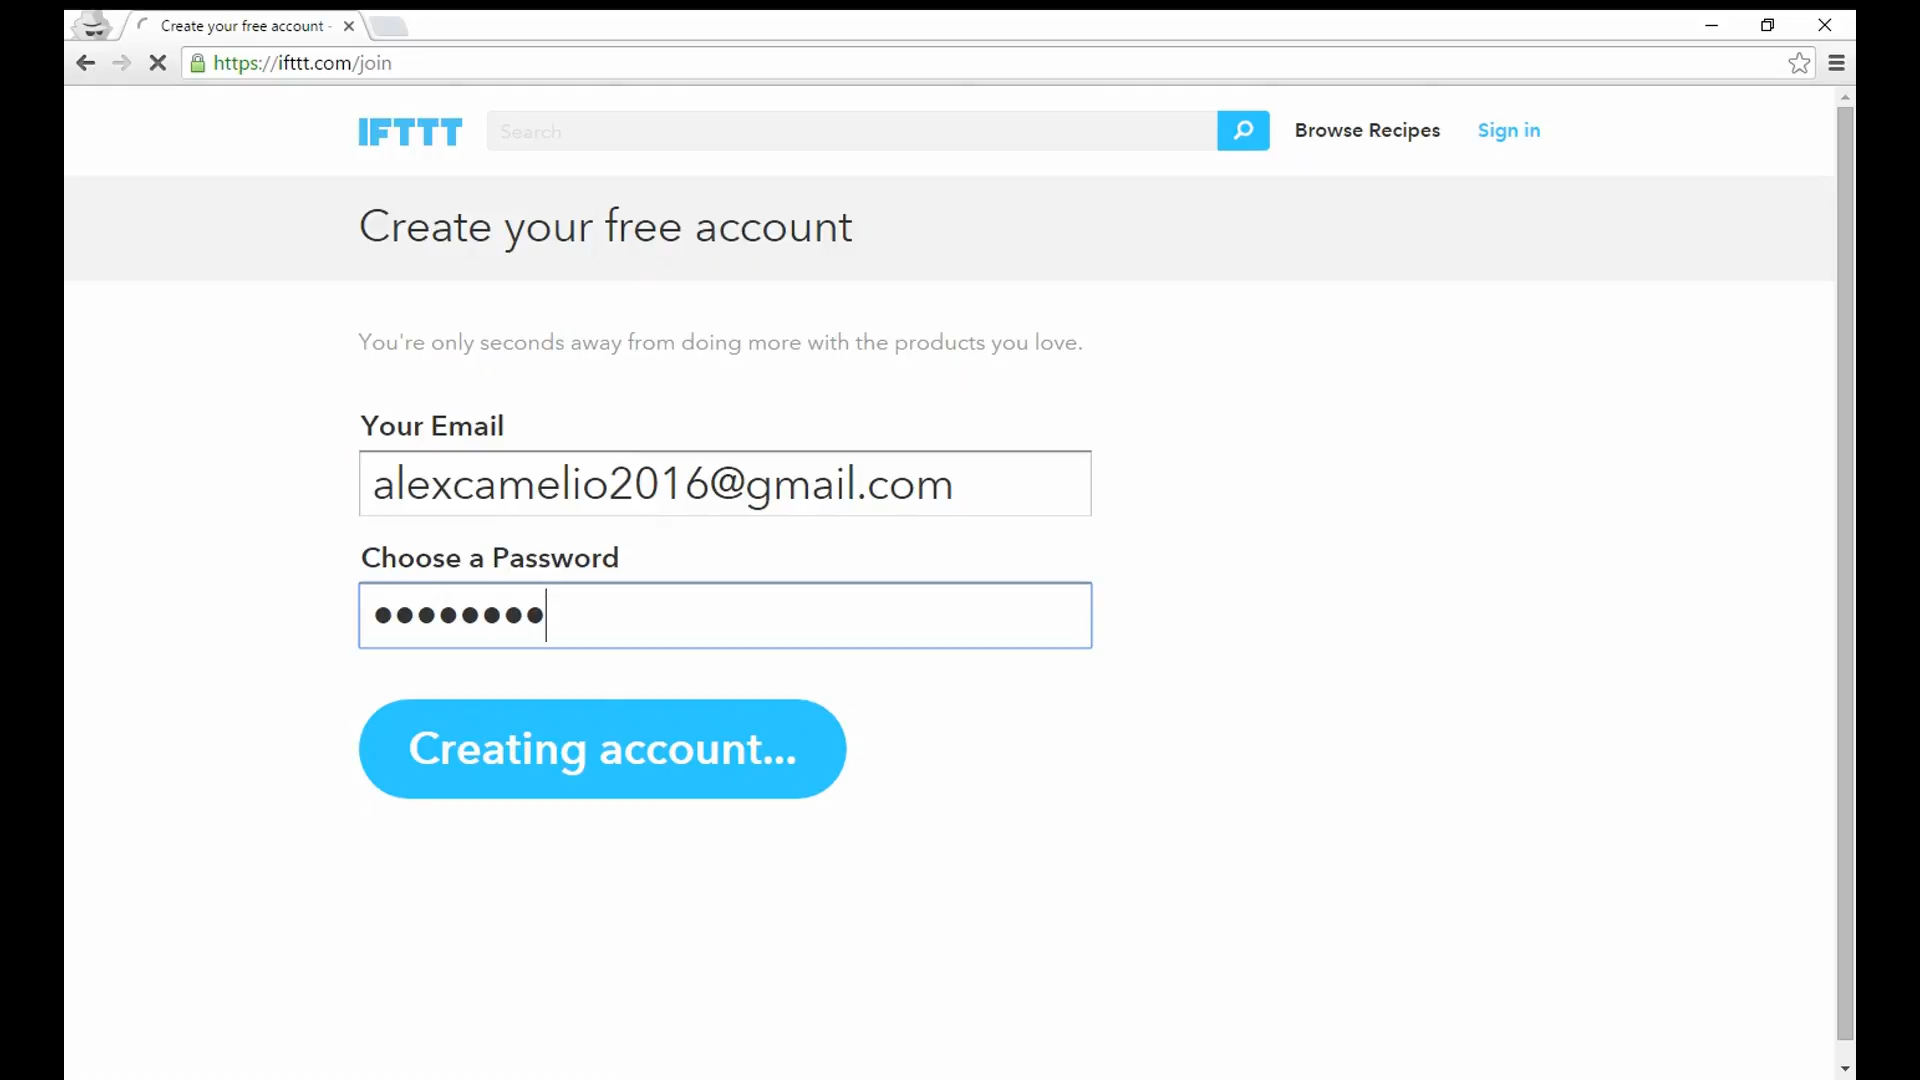 Create your free account -
https://ifttt.com/join
IFTTT
Search
Browse Recipes
Sign in
Create your free account
You're only seconds away from doing more with the products you love.
Your Email
alexcamelio2016@gmail.com
Choose a Password
●●●●●●●●
Creating account...